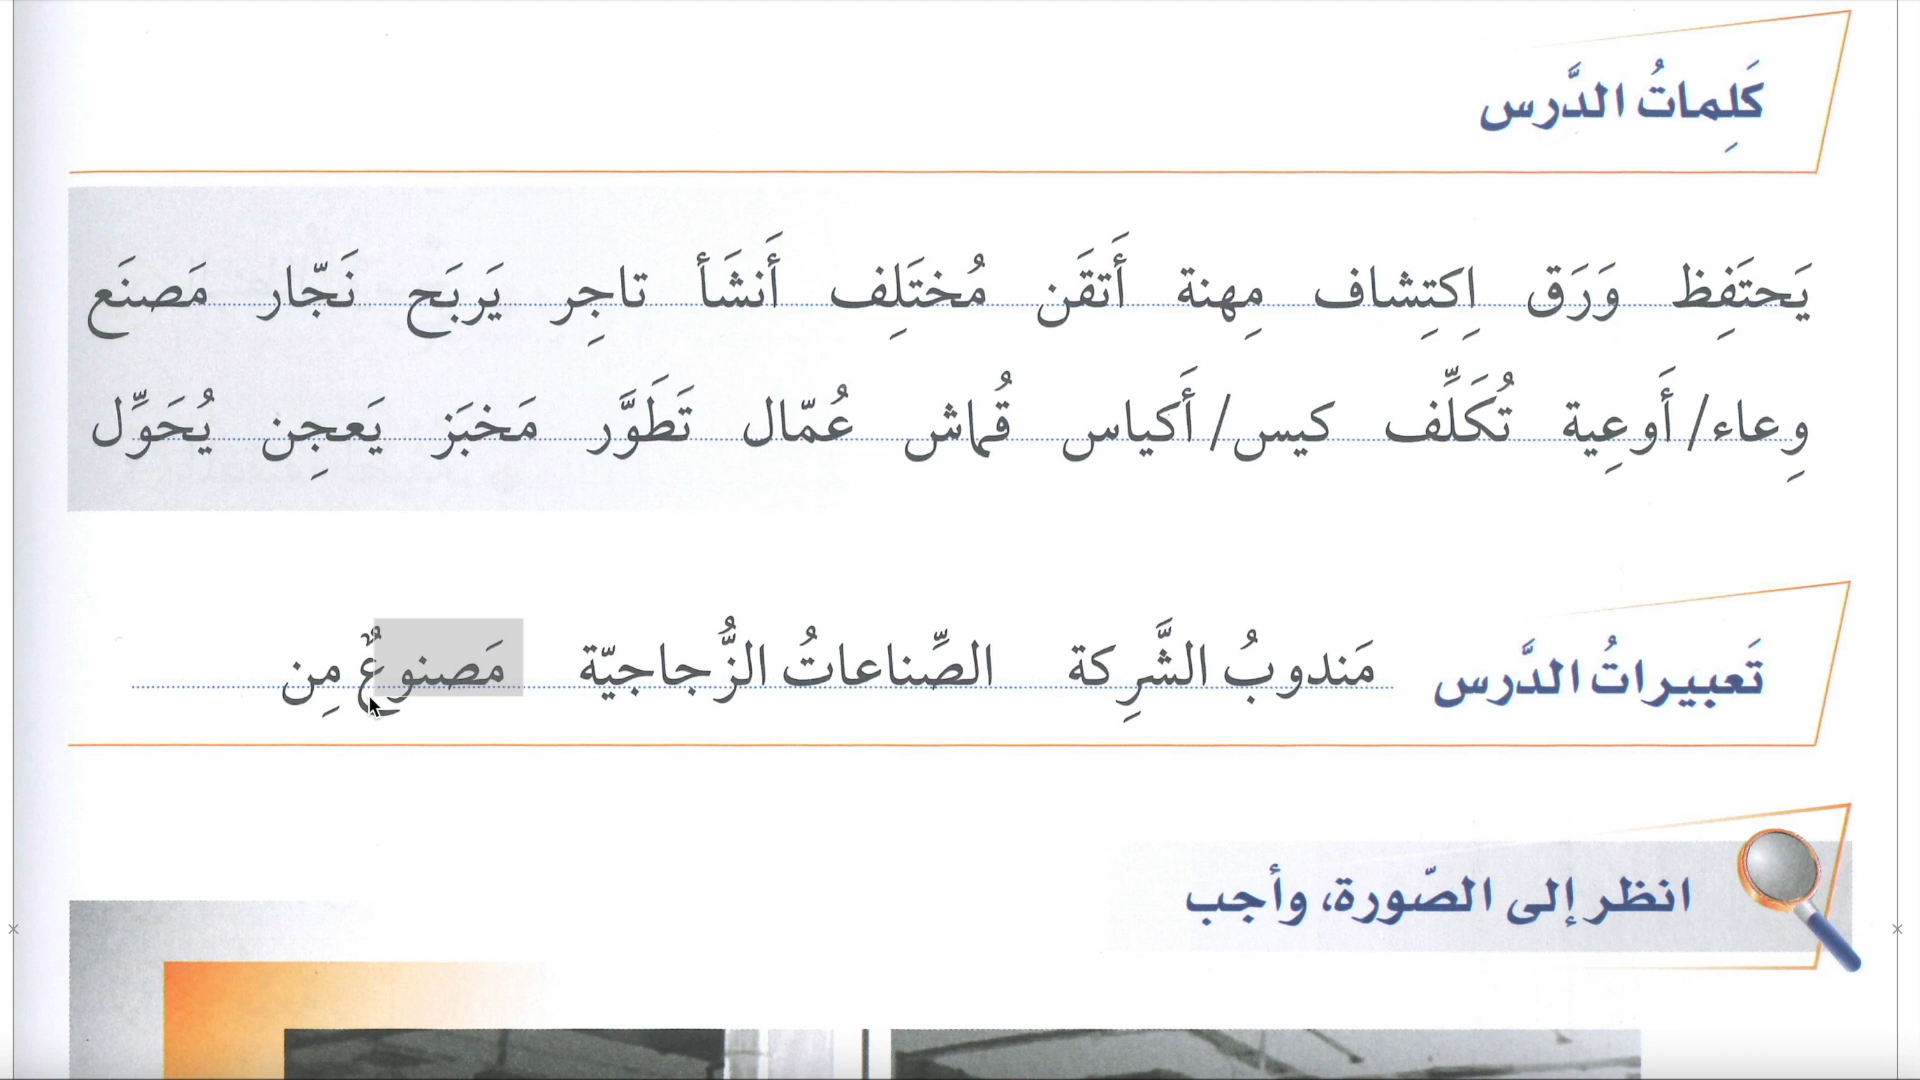 كَلِماتُ الدَّرس
يَحتَفِظ وَرَق اِكتِشاف مِهنة أَتقَن مُختَلِف أَنشَأ تاجِر يَربَح نَجّار مَصنَع
وِعاء/ أَوعِية تُكَلِّف كيس/ أَكياس قُماش عُمّال تَطَوَّر مَخبَز يَعجِن يُحَوِّل
تَعبيراتُ الدَّرس مَندوبُ الشَّرِكة الصِّناعاتُ الزُّجاجيّة مَصنوعٌ مِن
انظر إلى الصّورة، وأجب